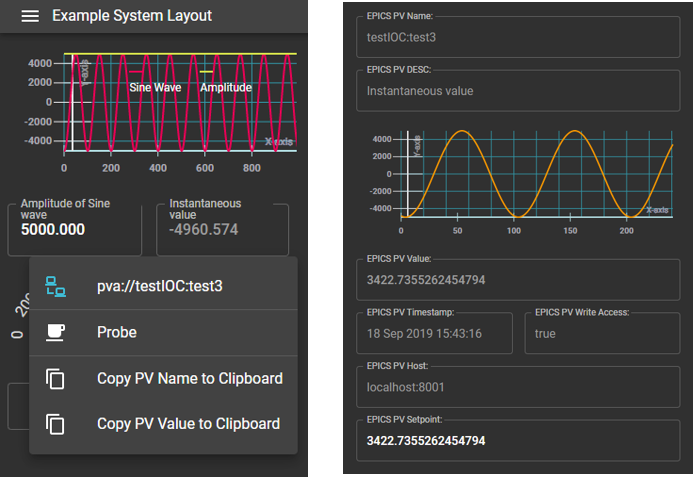 Example System Layout
4000
2000
0
-2000
-4000
Y-axis
Sine Wave
Amplitude
X-axis
0 200 400 600 800
Amplitude of Sine
wave
5000.000
Instantaneous
value
-4960.574
0
pva://testIOC:test3
Probe
Copy PV Name to Clipboard
Copy PV Value to Clipboard
EPICS PV Name:
testIOC:test3
EPICS PV DESC:
Instantaneous value
4000
2000
0
-2000
-4000
Y-axis
X-axis
0 50 100 150 200
EPICS PV Value:
3422.7355262454794
EPICS PV Timestamp:
18 Sep 2019 15:43:16
EPICS PV Write Access:
true
EPICS PV Host:
localhost:8001
EPICS PV Setpoint:
3422.7355262454794